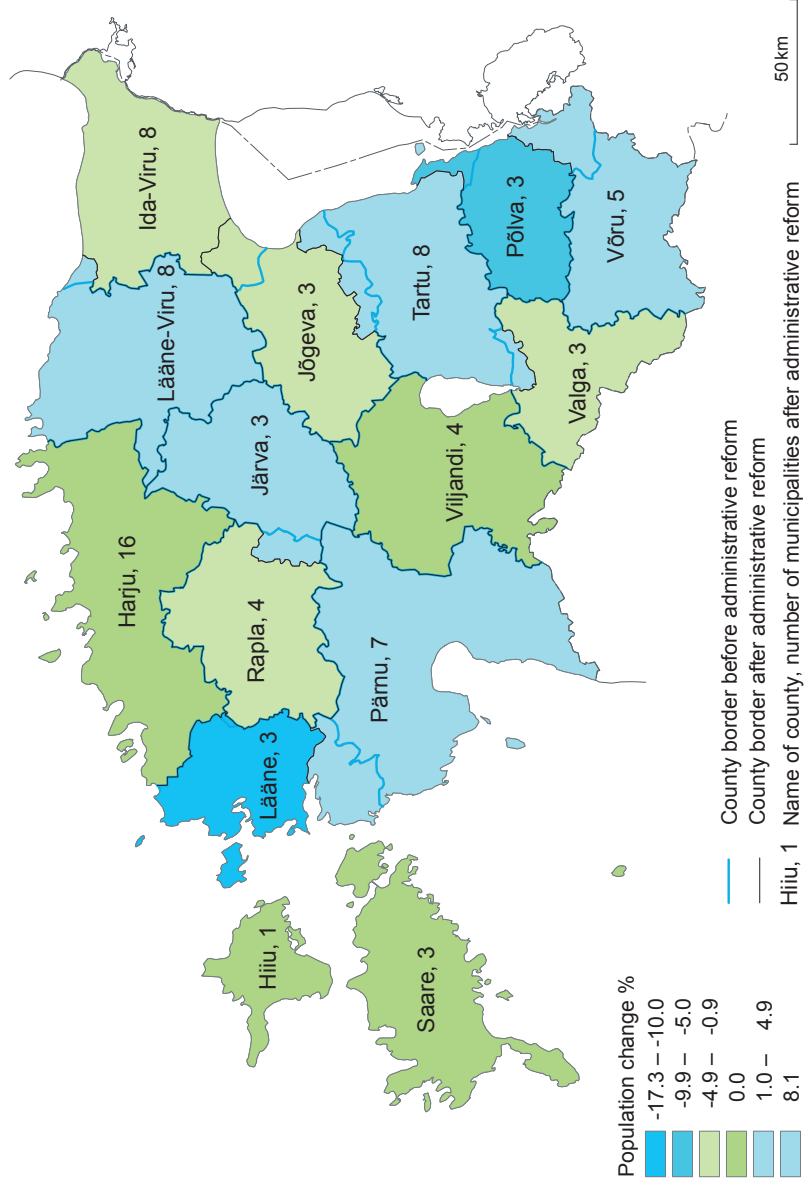 Ida-Viru, 8
Lääne-Viru, 8
Harju, 16
Järva, 3
Jõgeva, 3
Tartu, 8
Põlva, 3
Võru, 5
Valga, 3
Viljandi, 4
Rapla, 4
Pärnu, 7
Lääne, 3
Hiiu, 1
Saare, 3
Population change %
-17.3 – -10.0
-9.9 – -5.0
-4.9 – -0.9
0.0
1.0 – 4.9
8.1
County border before administrative reform
County border after administrative reform
Hiiu, 1 Name of county, number of municipalities after administrative reform
50km